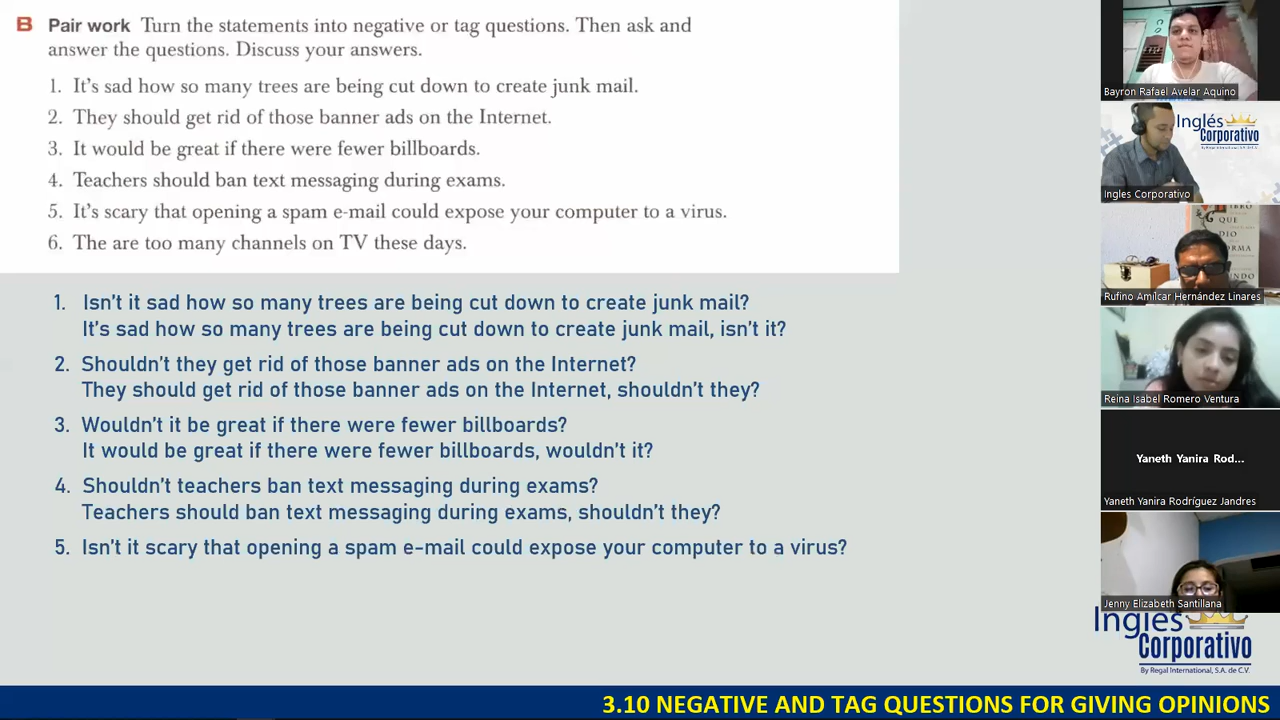 B Pair work Turn the statements into negative or tag questions. Then ask and
answer the questions. Discuss your answers.
1. It's sad how so many trees are being cut down to create junk mail.
2. They should get rid of those banner ads on the Internet.
3. It would be great if there were fewer billboards.
4. Teachers should ban text messaging during exams.
5. It's scary that opening a spam e-mail could expose your computer to a virus.
6. The are too many channels on TV these days.
1. Isn't it sad how so many trees are being cut down to create junk mail?
It's sad how so many trees are being cut down to create junk mail, isn't it?
2. Shouldn't they get rid of those banner ads on the Internet?
They should get rid of those banner ads on the Internet, shouldn't they?
3. Wouldn't it be great if there were fewer billboards?
It would be great if there were fewer billboards, wouldn't it?
4. Shouldn't teachers ban text messaging during exams?
Teachers should ban text messaging during exams, shouldn't they?
5. Isn't it scary that opening a spam e-mail could expose your computer to a virus?
Bayron Rafael Avelar Aquino
Inglés
Corporativo
Ingles Corporativo
QUE
DIO
FORMA
Rufino Amílcar Hernández Linares
Reina Isabel Romero Ventura
Yaneth Yanira Rod...
Yaneth Yanira Rodríguez Jandres
Jenny Elizabeth Santillana
Inglés
Corporativo
By Regal International, S.A. de C.V.
3.10 NEGATIVE AND TAG QUESTIONS FOR GIVING OPINIONS